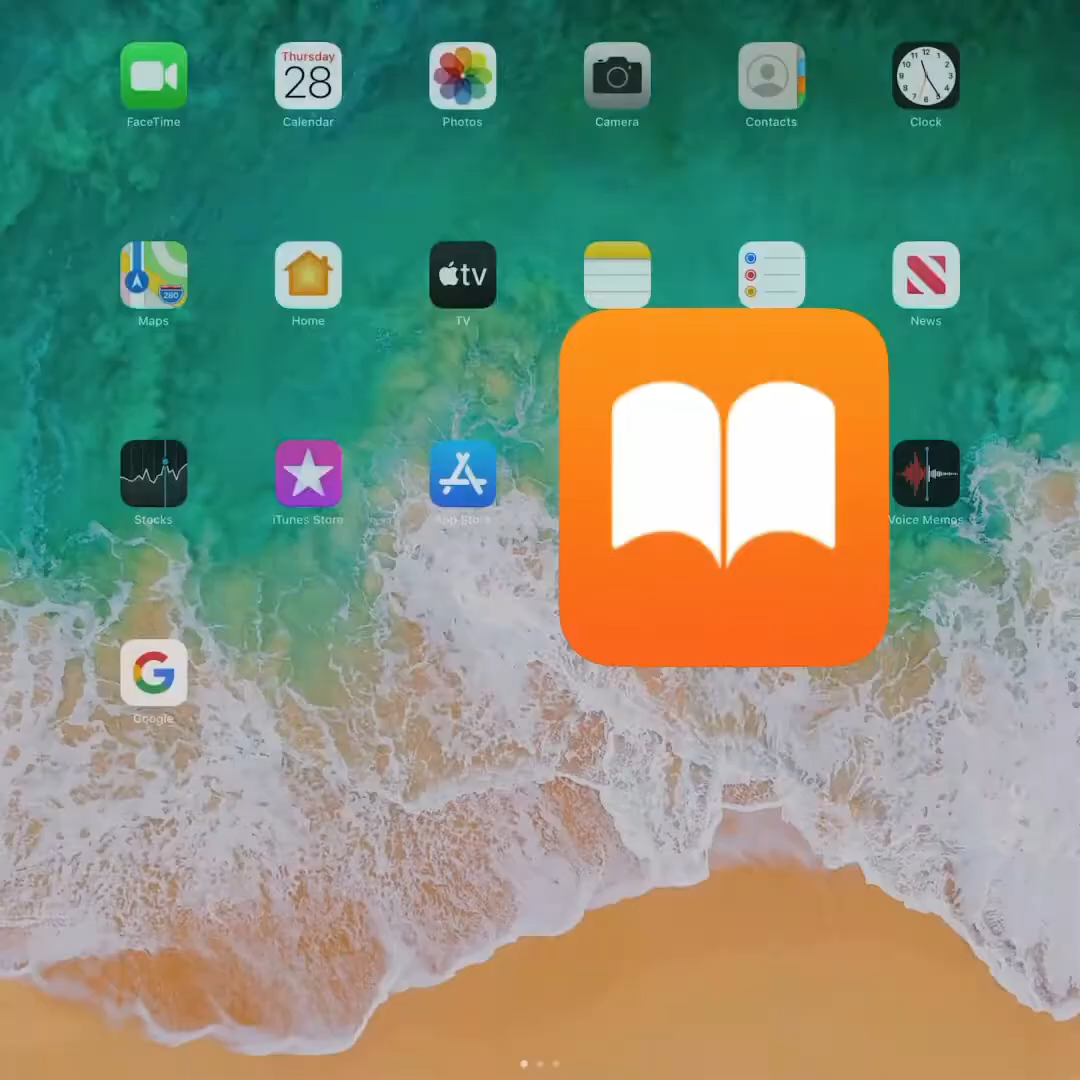 Thursday
28
FaceTime
Calendar
Photos
Camera
Contacts
Clock
280
tv
Maps
Home
TV
News
Stocks
iTunes Store
App Store
Voice Memos
Google